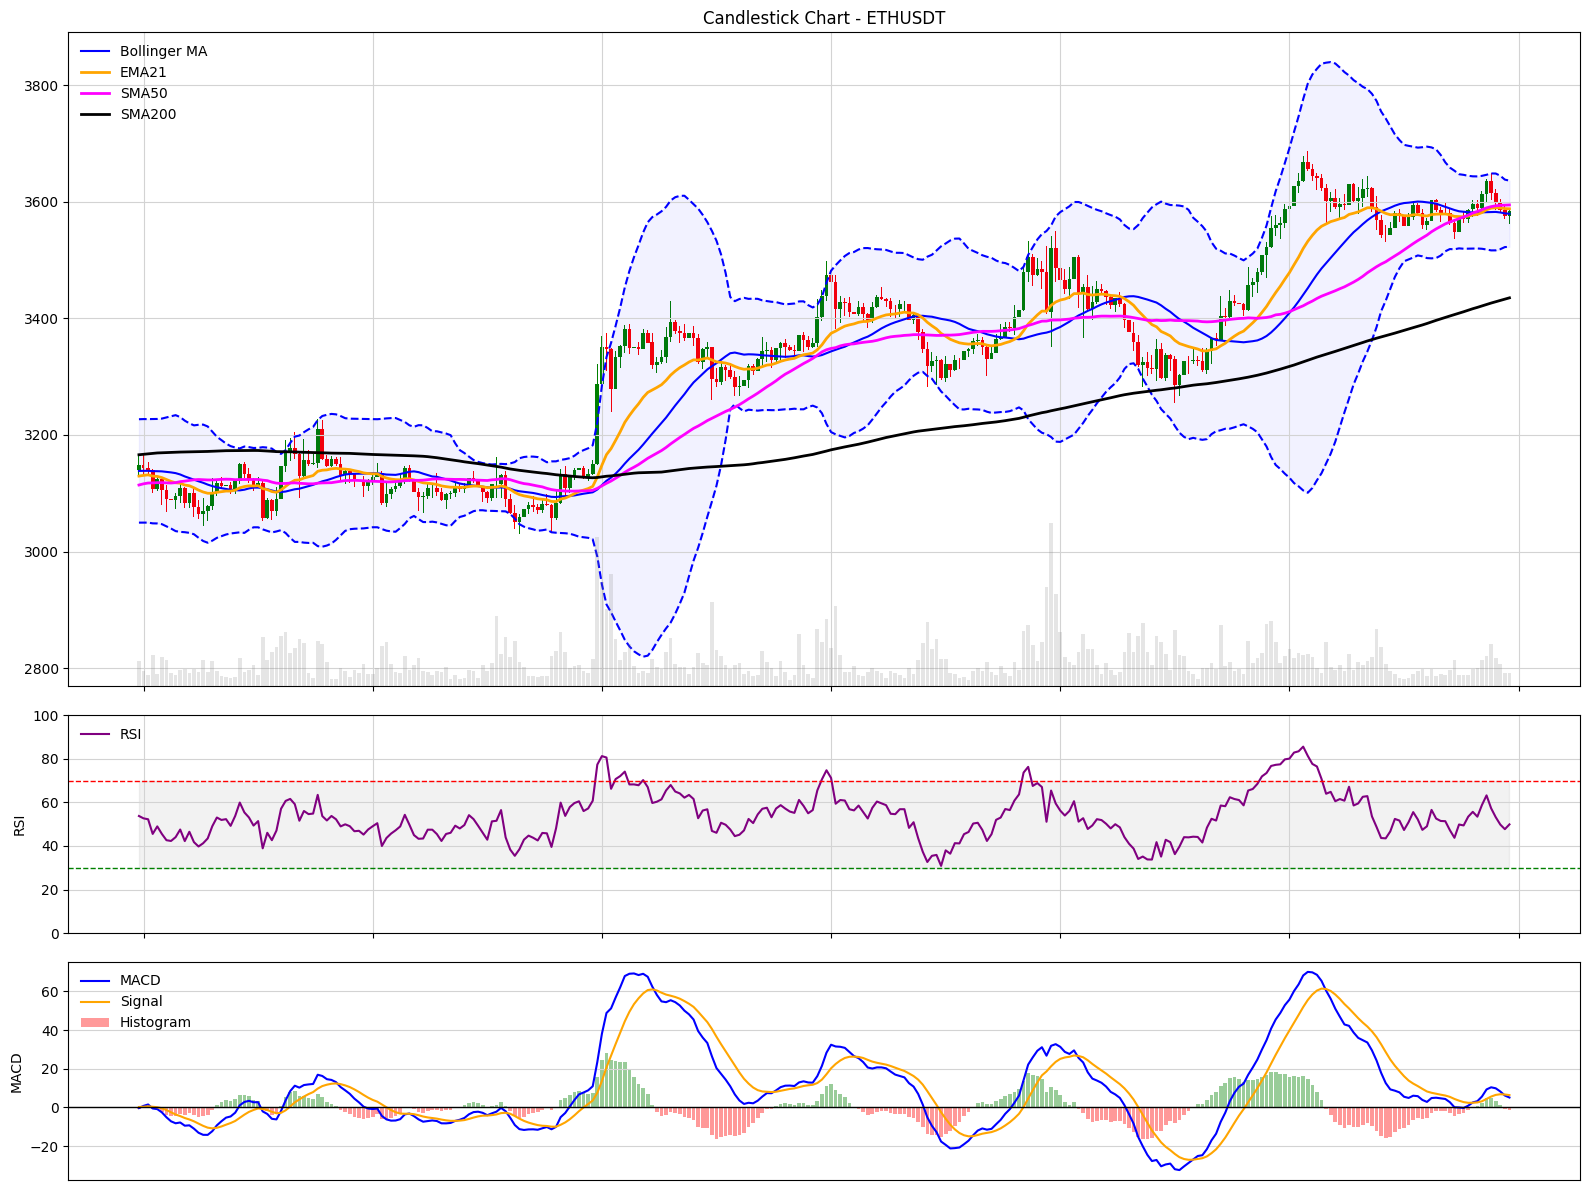 Candlestick Chart - ETHUSDT
Bollinger MA
EMA21
SMA50
SMA200
3800
3600
3400
3200
3000
2800
RSI
RSI
100
80
60
40
20
0
MACD
Signal
Histogram
MACD
60
40
20
0
−20